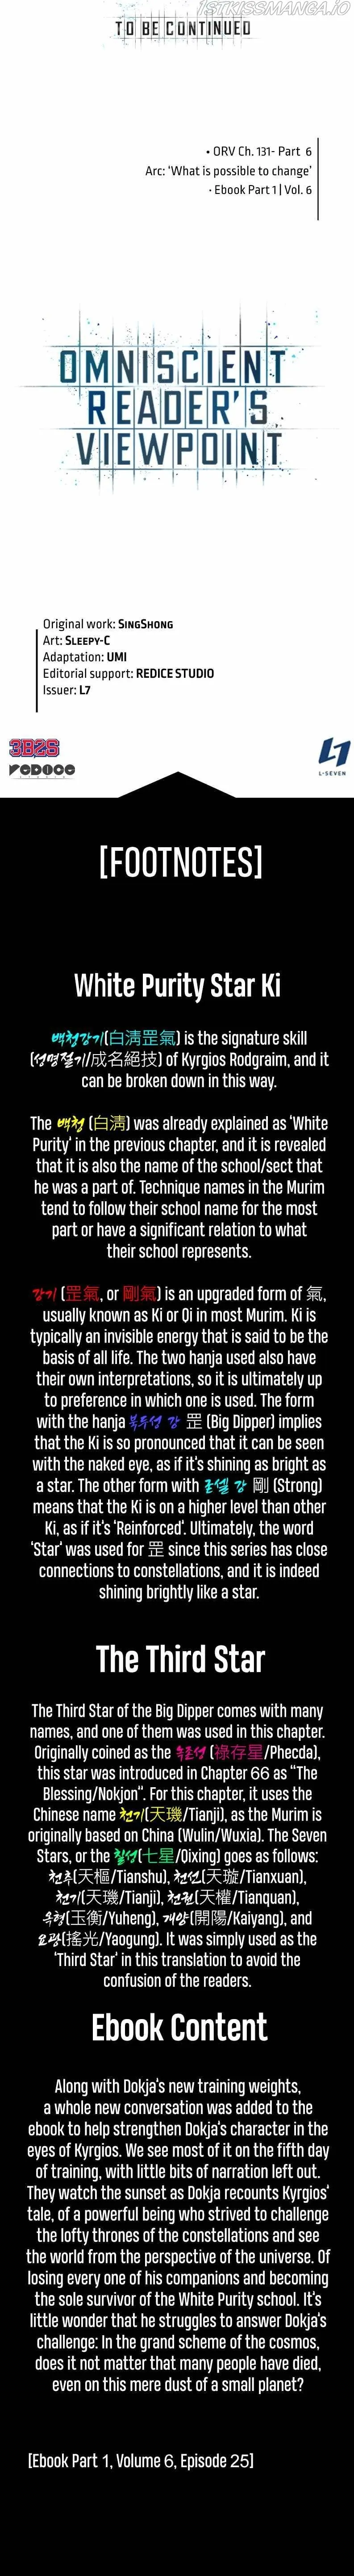 1STKISSMANGA.IO
TO BE CONTINUED
• ORV Ch. 131- Part 6
Arc: 'What is possible to change'
· Ebook Part 1 | Vol. 6
OMNISCIENT
READER'S
VIEWPOINT
Original work: SINGSHONG
Art: SLEEPY-C
Adaptation: UMI
Editorial support: REDICE STUDIO
Issuer: L7
3B2S
REDICE
L-SEVEN
[FOOTNOTES]
White Purity Star Ki
백청강기(白淸罡氣) is the signature skill
(성명절기/成名絕技) of Kyrgios Rodgraim, and it
can be broken down in this way.
The 백청 (白淸) was already explained as 'White
Purity' in the previous chapter, and it is revealed
that it is also the name of the school/sect that
he was a part of. Technique names in the Murim
tend to follow their school name for the most
part or have a significant relation to what
their school represents.
강기 (罡氣, or 剛氣) is an upgraded form of 氣,
usually known as Ki or Qi in most Murim. Ki is
typically an invisible energy that is said to be the
basis of all life. The two hanja used also have
their own interpretations, so it is ultimately up
to preference in which one is used. The form
with the hanja 북두성 강 罡 (Big Dipper) implies
that the Ki is so pronounced that it can be seen
with the naked eye, as if it's shining as bright as
a star. The other form with 굳셀 강 剛 (Strong)
means that the Ki is on a higher level than other
Ki, as if it's 'Reinforced'. Ultimately, the word
'Star' was used for 罡 since this series has close
connections to constellations, and it is indeed
shining brightly like a star.
The Third Star
The Third Star of the Big Dipper comes with many
names, and one of them was used in this chapter.
Originally coined as the 녹존성 (祿存星/Phecda),
this star was introduced in Chapter 66 as "The
Blessing/Nokjon". For this chapter, it uses the
Chinese name 천기(天璣/Tianji), as the Murim is
originally based on China (Wulin/Wuxia). The Seven
Stars, or the 칠성(七星/Qixing) goes as follows:
천추(天樞/Tianshu), 천선(天璇/Tianxuan),
천기(天璣/Tianji), 천권(天權/Tianquan),
옥형(玉衡/Yuheng), 개양(開陽/Kaiyang), and
요광(搖光/Yaogung). It was simply used as the
'Third Star' in this translation to avoid the
confusion of the readers.
Ebook Content
Along with Dokja's new training weights,
a whole new conversation was added to the
ebook to help strengthen Dokja's character in the
eyes of Kyrgios. We see most of it on the fifth day
of training, with little bits of narration left out.
They watch the sunset as Dokja recounts Kyrgios'
tale, of a powerful being who strived to challenge
the lofty thrones of the constellations and see
the world from the perspective of the universe. Of
losing every one of his companions and becoming
the sole survivor of the White Purity school. It's
little wonder that he struggles to answer Dokja's
challenge: In the grand scheme of the cosmos,
does it not matter that many people have died,
even on this mere dust of a small planet?
[Ebook Part 1, Volume 6, Episode 25]